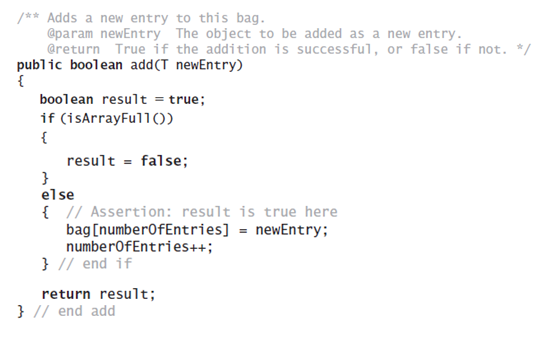 /** Adds a new entry to this bag.
@param newEntry The object to be added as a new entry.
@return True if the addition is successful, or false if not. */
public boolean add(T newEntry)
{
boolean result = true;
if (isArrayFull())
{
result = false;
}
else
{ // Assertion: result is true here
bag[numberOfEntries] = newEntry;
numberOfEntries++;
} // end if
return result;
} // end add